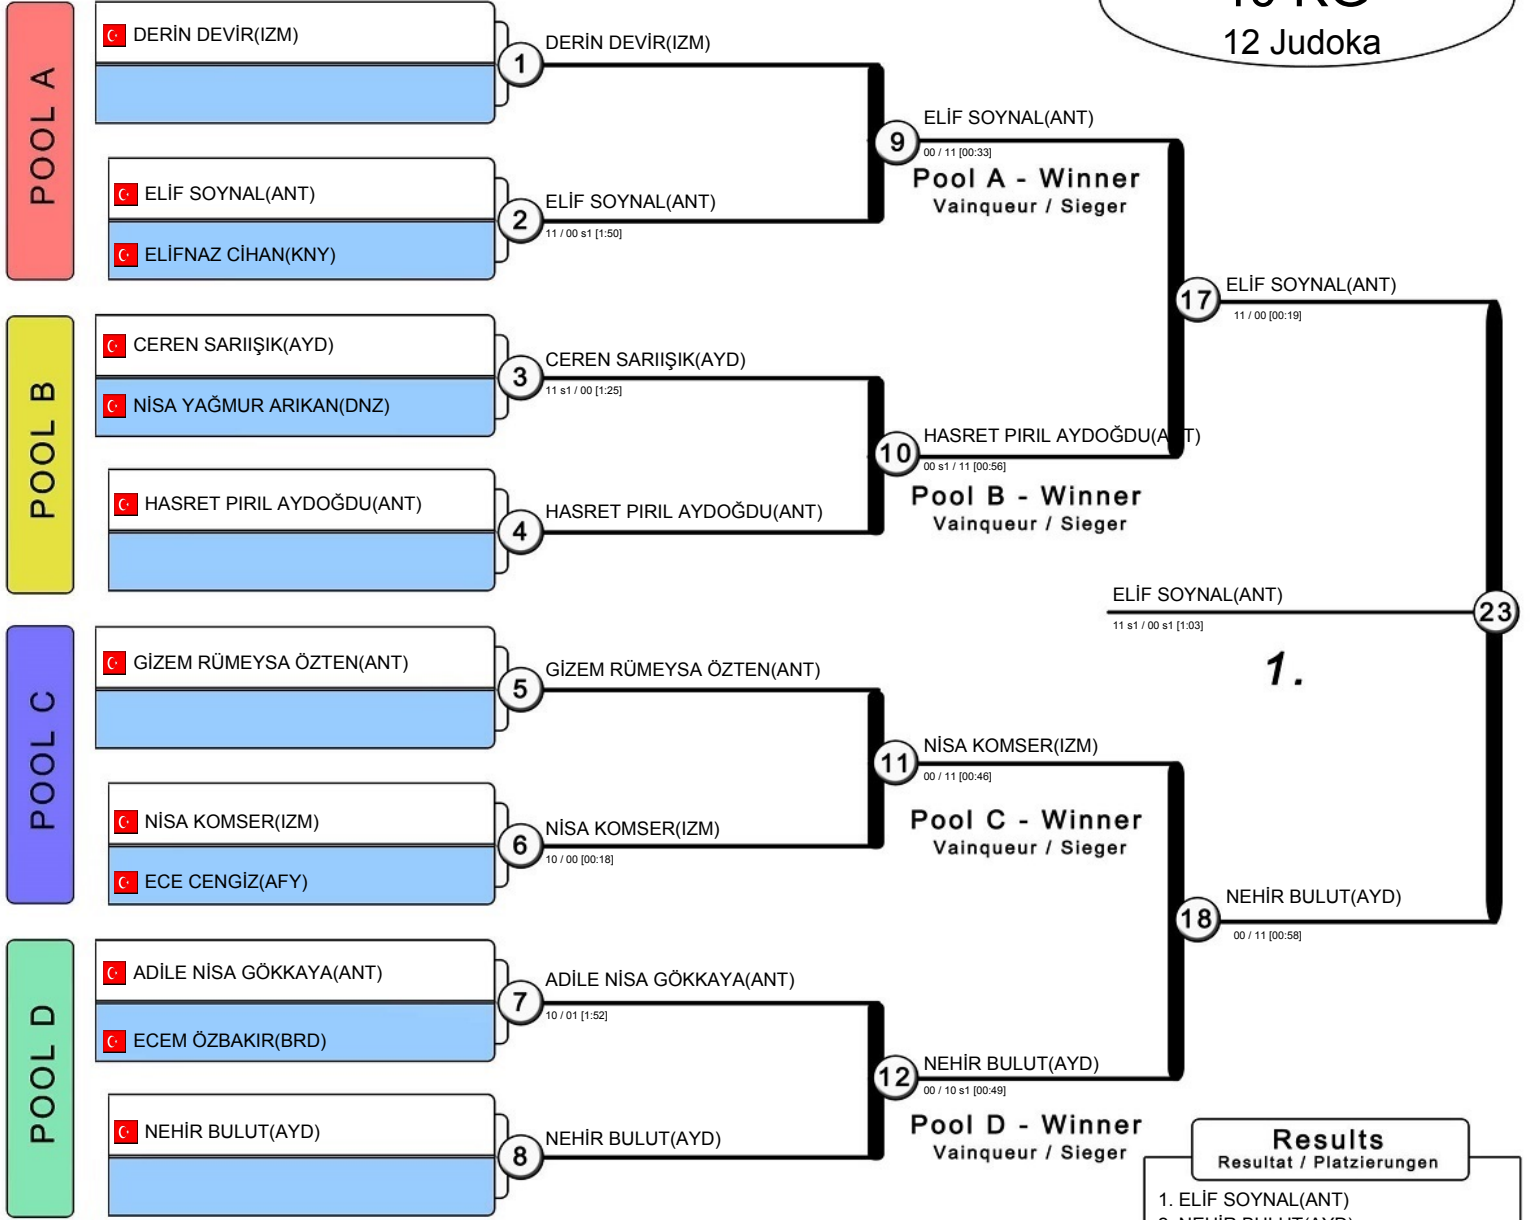 KG
12 Judoka
POOL A
DERİN DEVİR(IZM)
1
DERİN DEVİR(IZM)
ELİF SOYNAL(ANT)
ELİFNAZ CİHAN(KNY)
2
ELİF SOYNAL(ANT)
11 / 00 s1 [1:50]
9
ELİF SOYNAL(ANT)
00 / 11 [00:33]
Pool A - Winner
Vainqueur / Sieger
POOL B
CEREN SARIIŞIK(AYD)
NİSA YAĞMUR ARIKAN(DNZ)
3
CEREN SARIIŞIK(AYD)
11 s1 / 00 [1:25]
HASRET PIRIL AYDOĞDU(ANT)
4
HASRET PIRIL AYDOĞDU(ANT)
10
HASRET PIRIL AYDOĞDU(ANT)
00 s1 / 11 [00:56]
Pool B - Winner
Vainqueur / Sieger
17
ELİF SOYNAL(ANT)
11 / 00 [00:19]
POOL C
GİZEM RÜMEYSA ÖZTEN(ANT)
5
GİZEM RÜMEYSA ÖZTEN(ANT)
NİSA KOMSER(IZM)
ECE CENGİZ(AFY)
6
NİSA KOMSER(IZM)
10 / 00 [00:18]
11
NİSA KOMSER(IZM)
00 / 11 [00:46]
Pool C - Winner
Vainqueur / Sieger
POOL D
ADİLE NİSA GÖKKAYA(ANT)
ECEM ÖZBAKIR(BRD)
7
ADİLE NİSA GÖKKAYA(ANT)
10 / 01 [1:52]
NEHİR BULUT(AYD)
8
NEHİR BULUT(AYD)
12
NEHİR BULUT(AYD)
00 / 10 s1 [00:49]
Pool D - Winner
Vainqueur / Sieger
18
NEHİR BULUT(AYD)
00 / 11 [00:58]
23
ELİF SOYNAL(ANT)
11 s1 / 00 s1 [1:03]
1.
Results
Resultat / Platzierungen
1. ELİF SOYNAL(ANT)
2. NEHİR BULUT(AYD)